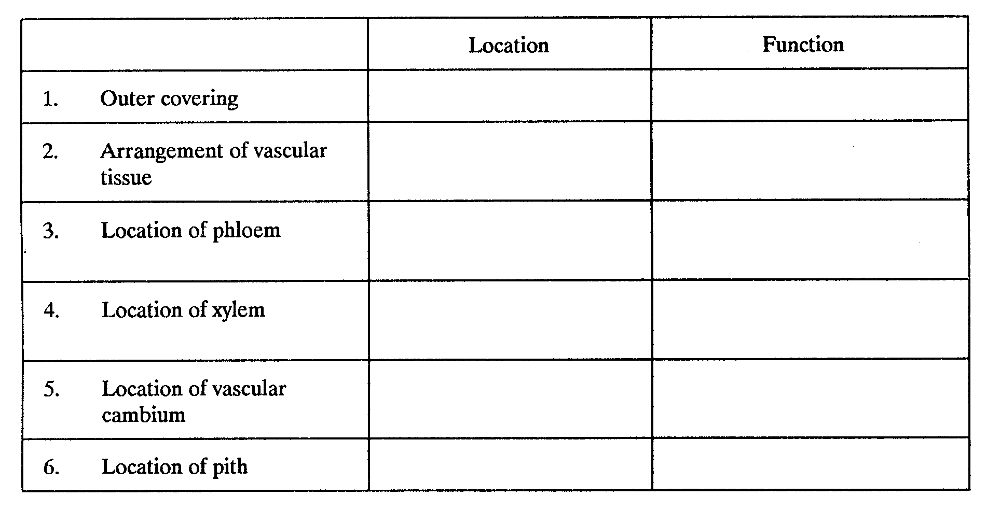 Location Function
1. Outer covering
2. Arrangement of vascular
tissue
3. Location of phloem
4. Location of xylem
5. Location of vascular
cambium
6. Location of pith